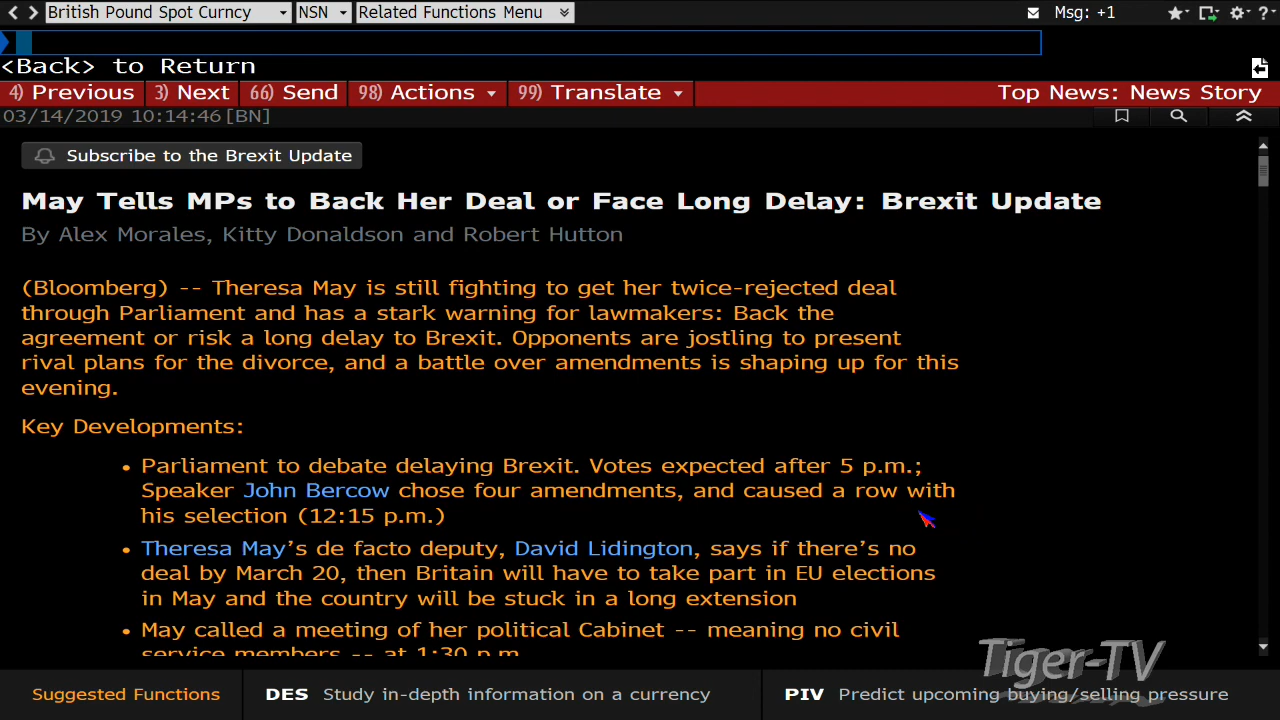 British Pound Spot Curncy NSN Related Functions Menu Msg: +1
<Back> to Return
4) Previous 3) Next 66) Send 98) Actions 99) Translate Top News: News Story
03/14/2019 10:14:46 [BN]
Subscribe to the Brexit Update
May Tells MPs to Back Her Deal or Face Long Delay: Brexit Update
By Alex Morales, Kitty Donaldson and Robert Hutton
(Bloomberg) -- Theresa May is still fighting to get her twice-rejected deal
through Parliament and has a stark warning for lawmakers: Back the
agreement or risk a long delay to Brexit. Opponents are jostling to present
rival plans for the divorce, and a battle over amendments is shaping up for this
evening.
Key Developments:
• Parliament to debate delaying Brexit. Votes expected after 5 p.m.;
Speaker John Bercow chose four amendments, and caused a row with
his selection (12:15 p.m.)
• Theresa May’s de facto deputy, David Lidington, says if there’s no
deal by March 20, then Britain will have to take part in EU elections
in May and the country will be stuck in a long extension
• May called a meeting of her political Cabinet -- meaning no civil
service members -- at 1:30 p.m.
Tiger-TV
Suggested Functions DES Study in-depth information on a currency PIV Predict upcoming buying/selling pressure